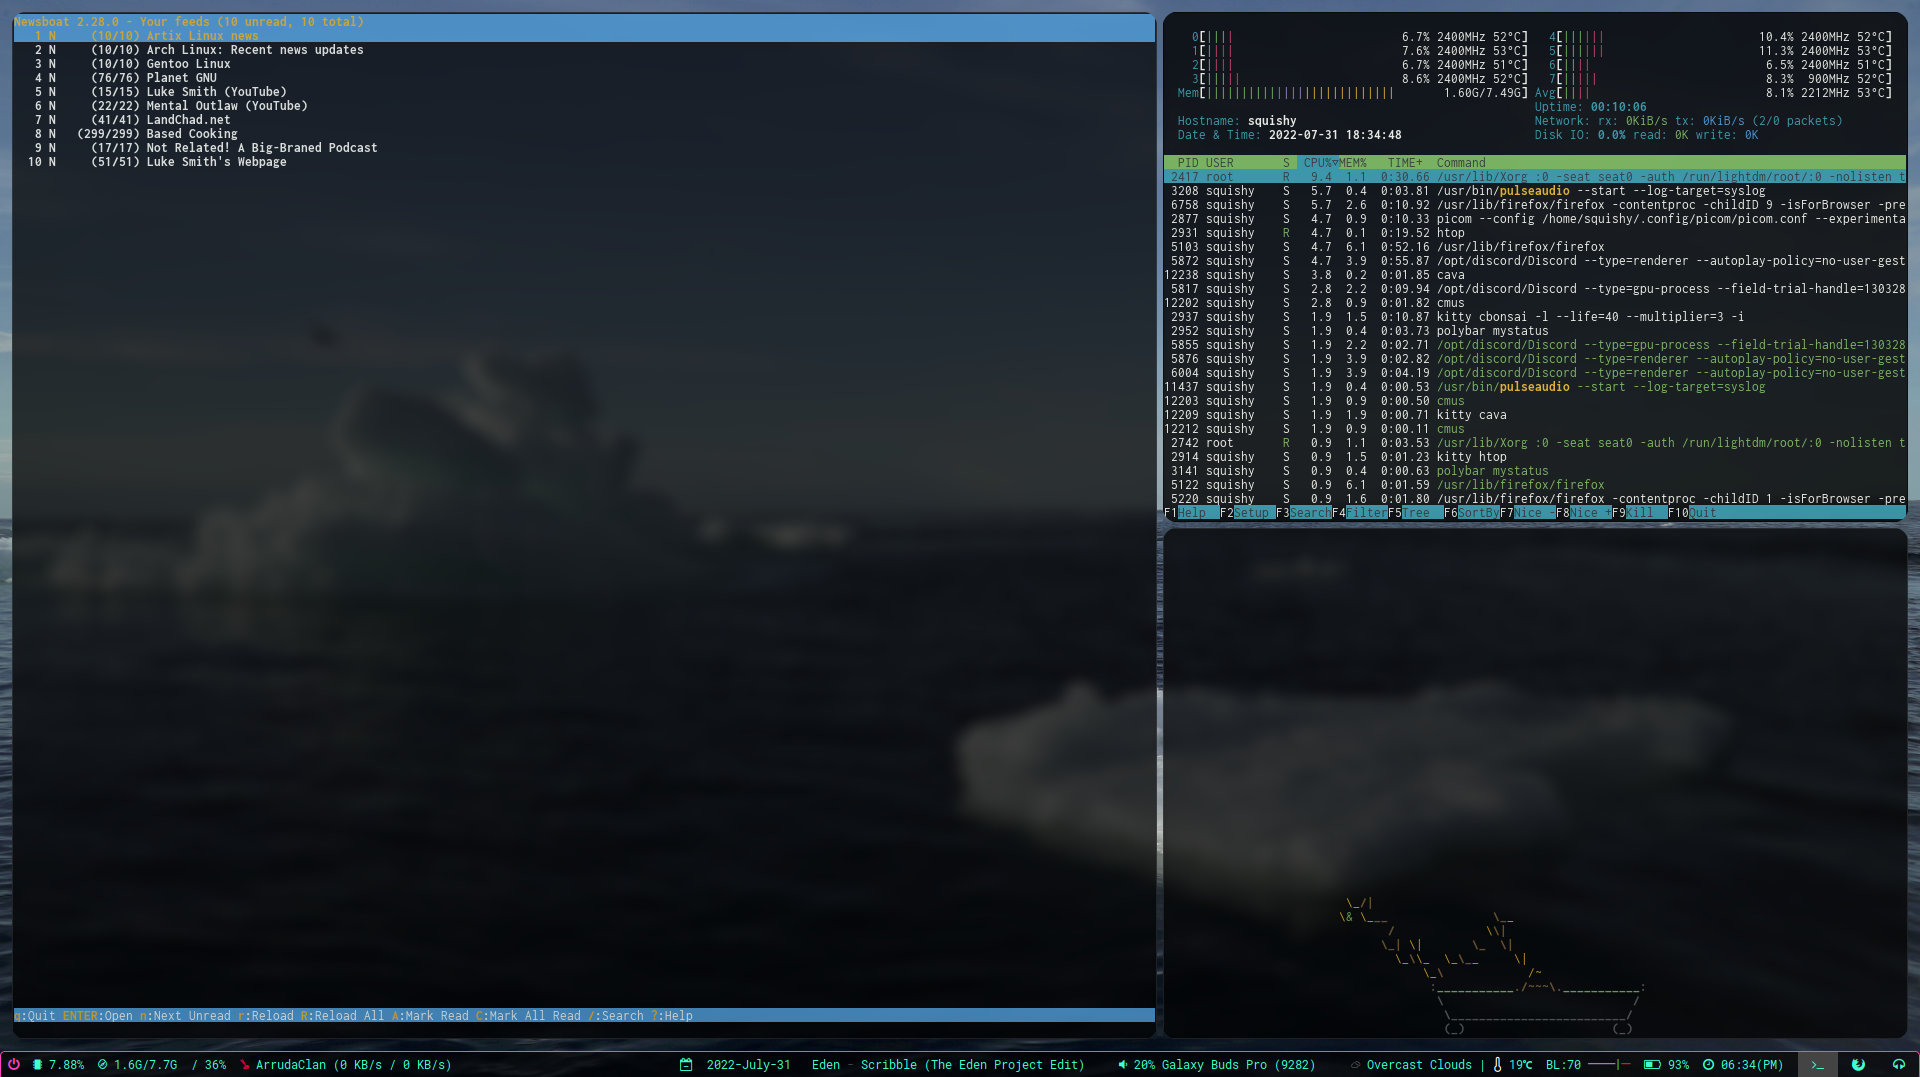 Newsboat 2.28.0 - Your feeds (10 unread, 10 total)
1 N (10/10) Artix Linux news
2 N (10/10) Arch Linux: Recent news updates
3 N (10/10) Gentoo Linux
4 N (76/76) Planet GNU
5 N (15/15) Luke Smith (YouTube)
6 N (22/22) Mental Outlaw (YouTube)
7 N (41/41) LandChad.net
8 N (299/299) Based Cooking
9 N (17/17) Not Related! A Big-Braned Podcast
10 N (51/51) Luke Smith's Webpage
q:Quit ENTER:Open n:Next Unread r:Reload R:Reload All A:Mark Read C:Mark All Read /:Search ?:Help
0[|||| 6.7% 2400MHz 52°C] 4[|||||| 10.4% 2400MHz 52°C]
1[|||| 7.6% 2400MHz 53°C] 5[|||||| 11.3% 2400MHz 53°C]
2[|||| 6.7% 2400MHz 51°C] 6[|||| 6.5% 2400MHz 51°C]
3[||||| 8.6% 2400MHz 52°C] 7[||||| 8.3% 900MHz 52°C]
Mem[||||||||||||||||||||||||||| 1.60G/7.49G] Avg[|||| 8.1% 2212MHz 53°C]
Uptime: 00:10:06
Hostname: squishy Network: rx: 0KiB/s tx: 0KiB/s (2/0 packets)
Date & Time: 2022-07-31 18:34:48 Disk IO: 0.0% read: 0K write: 0K
PID USER S CPU%▽MEM% TIME+ Command
2417 root R 9.4 1.1 0:30.66 /usr/lib/Xorg :0 -seat seat0 -auth /run/lightdm/root/:0 -nolisten t
3208 squishy S 5.7 0.4 0:03.81 /usr/bin/pulseaudio --start --log-target=syslog
6758 squishy S 5.7 2.6 0:10.92 /usr/lib/firefox/firefox -contentproc -childID 9 -isForBrowser -pre
2877 squishy S 4.7 0.9 0:10.33 picom --config /home/squishy/.config/picom/picom.conf --experimenta
2931 squishy R 4.7 0.1 0:19.52 htop
5103 squishy S 4.7 6.1 0:52.16 /usr/lib/firefox/firefox
5872 squishy S 4.7 3.9 0:55.87 /opt/discord/Discord --type=renderer --autoplay-policy=no-user-gest
12238 squishy S 3.8 0.2 0:01.85 cava
5817 squishy S 2.8 2.2 0:09.94 /opt/discord/Discord --type=gpu-process --field-trial-handle=130328
12202 squishy S 2.8 0.9 0:01.82 cmus
2937 squishy S 1.9 1.5 0:10.87 kitty cbonsai -l --life=40 --multiplier=3 -i
2952 squishy S 1.9 0.4 0:03.73 polybar mystatus
5855 squishy S 1.9 2.2 0:02.71 /opt/discord/Discord --type=gpu-process --field-trial-handle=130328
5876 squishy S 1.9 3.9 0:02.82 /opt/discord/Discord --type=renderer --autoplay-policy=no-user-gest
6004 squishy S 1.9 3.9 0:04.19 /opt/discord/Discord --type=renderer --autoplay-policy=no-user-gest
11437 squishy S 1.9 0.4 0:00.53 /usr/bin/pulseaudio --start --log-target=syslog
12203 squishy S 1.9 0.9 0:00.50 cmus
12209 squishy S 1.9 1.9 0:00.71 kitty cava
12212 squishy S 1.9 0.9 0:00.11 cmus
2742 root R 0.9 1.1 0:03.53 /usr/lib/Xorg :0 -seat seat0 -auth /run/lightdm/root/:0 -nolisten t
2914 squishy S 0.9 1.5 0:01.23 kitty htop
3141 squishy S 0.9 0.4 0:00.63 polybar mystatus
5122 squishy S 0.9 6.1 0:01.59 /usr/lib/firefox/firefox
5220 squishy S 0.9 1.6 0:01.80 /usr/lib/firefox/firefox -contentproc -childID 1 -isForBrowser -pre
F1Help F2Setup F3SearchF4FilterF5Tree F6SortByF7Nice -F8Nice +F9Kill F10Quit
7.88% 1.6G/7.7G / 36% ArrudaClan (0 KB/s / 0 KB/s) 2022-July-31 Eden - Scribble (The Eden Project Edit) 20% Galaxy Buds Pro (9282) Overcast Clouds | 19℃ BL:70 93% 06:34(PM)